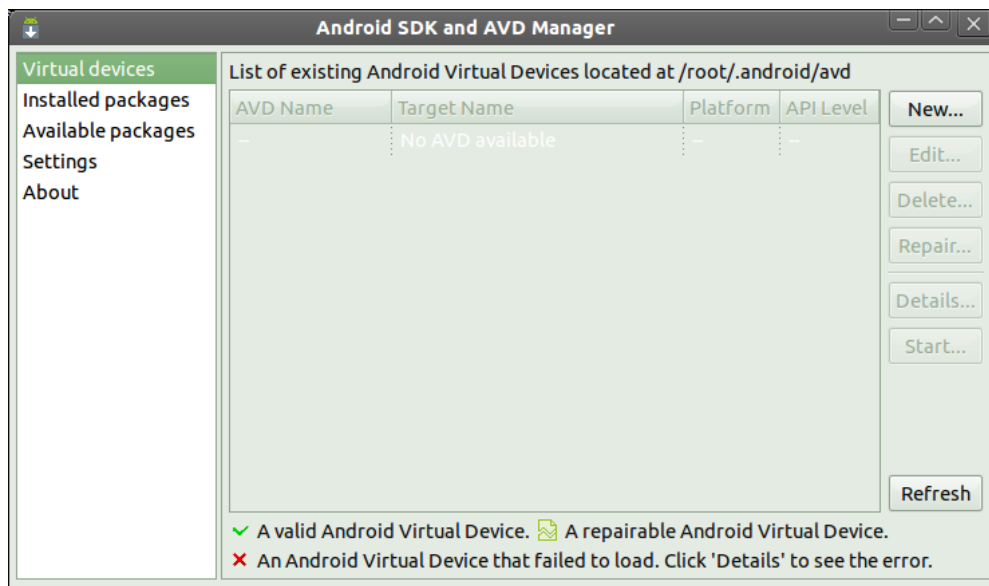 Android SDK and AVD Manager
Virtual devices
Installed packages
Available packages
Settings
About
List of existing Android Virtual Devices located at /root/.android/avd
AVD Name Target Name Platform API Level
– No AVD available – –
New...
Edit...
Delete...
Repair...
Details...
Start...
Refresh
A valid Android Virtual Device. A repairable Android Virtual Device.
An Android Virtual Device that failed to load. Click 'Details' to see the error.